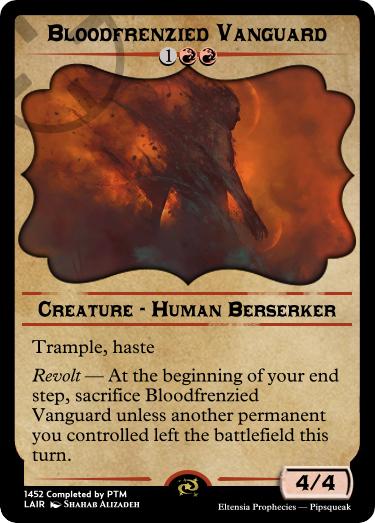 Bloodfrenzied Vanguard
1
Creature - Human Berserker
Trample, haste
Revolt — At the beginning of your end
step, sacrifice Bloodfrenzied
Vanguard unless another permanent
you controlled left the battlefield this
turn.
4/4
1452 Completed by PTM
LAIR Shahab Alizadeh
Eltensia Prophecies — Pipsqueak